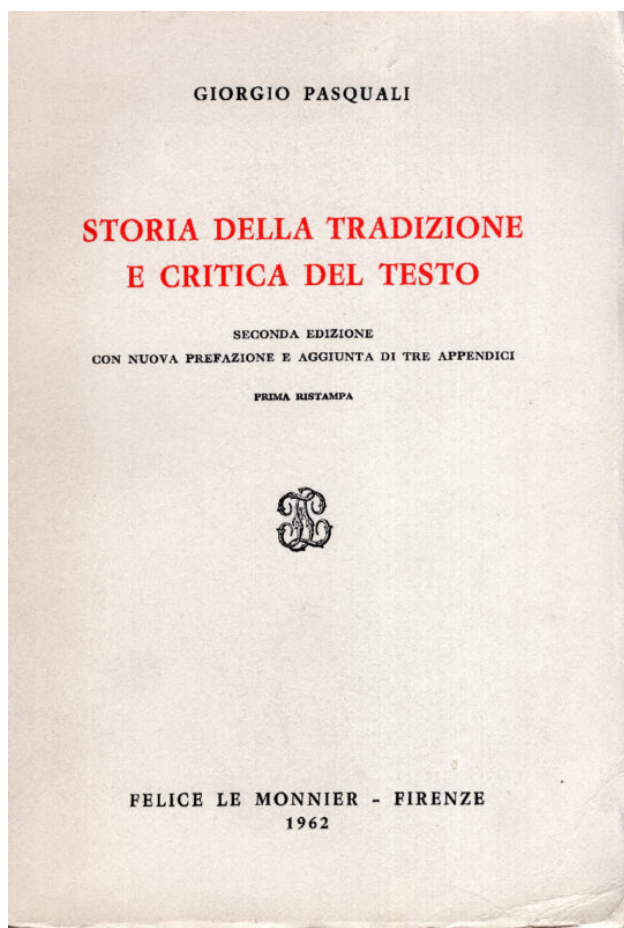 GIORGIO PASQUALI
STORIA DELLA TRADIZIONE
E CRITICA DEL TESTO
SECONDA EDIZIONE
CON NUOVA PREFAZIONE E AGGIUNTA DI TRE APPENDICI
PRIMA RISTAMPA
FELICE LE MONNIER - FIRENZE
1962